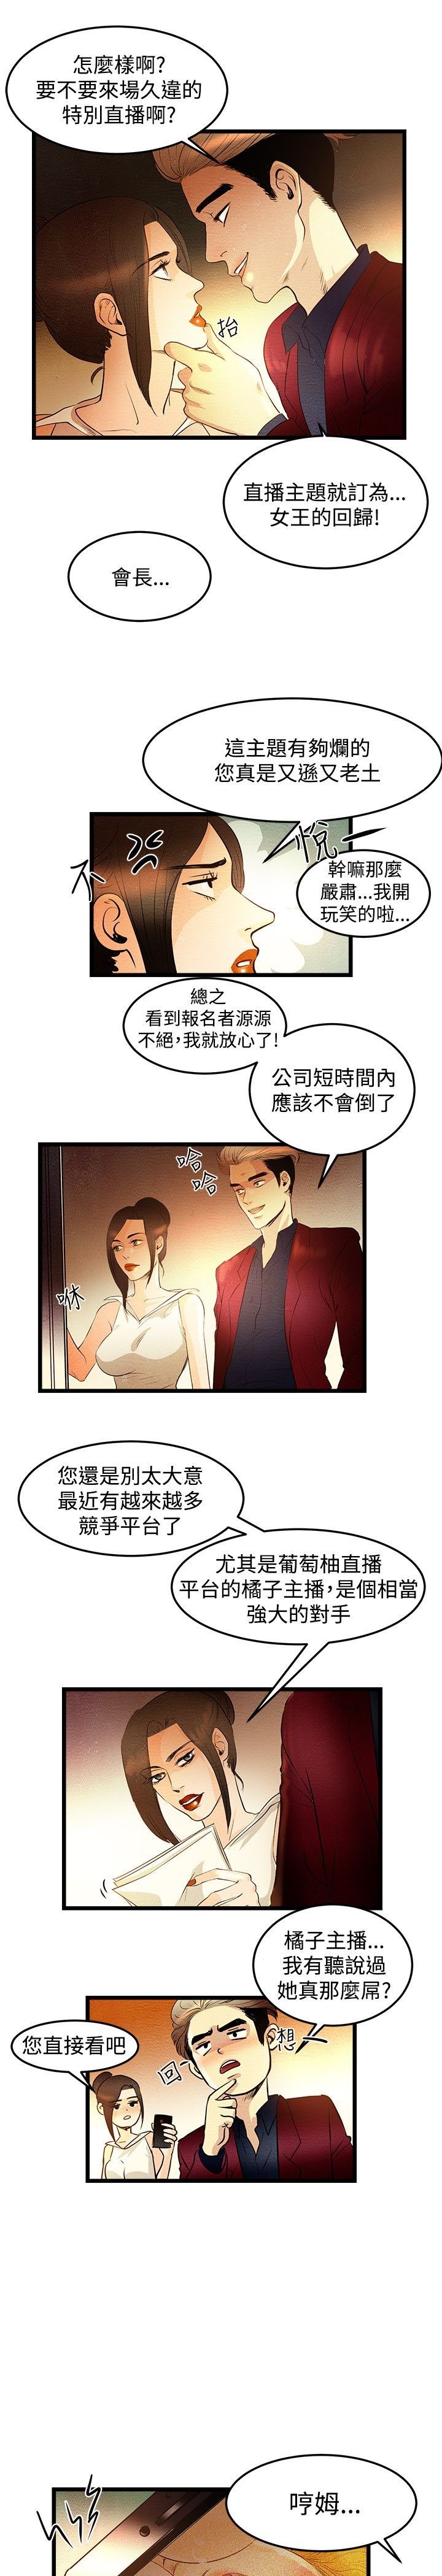 怎麼樣啊?
要不要來場久違的
特別直播啊?
抬
直播主題就訂為...
女王的回歸!
會長...
這主題有夠爛的
您真是又遜又老土
不
悅
幹嘛那麼
嚴肅...我開
玩笑的啦...
總之
看到報名者源源
不絕,我就放心了!
公司短時間內
應該不會倒了
哈
哈
咻
您還是別太大意
最近有越來越多
競爭平台了
尤其是葡萄柚直播
平台的橘子主播,是個相當
強大的對手
橘子主播...
我有聽說過
她真那麼屌?
您直接看吧
回
想
哼姆...